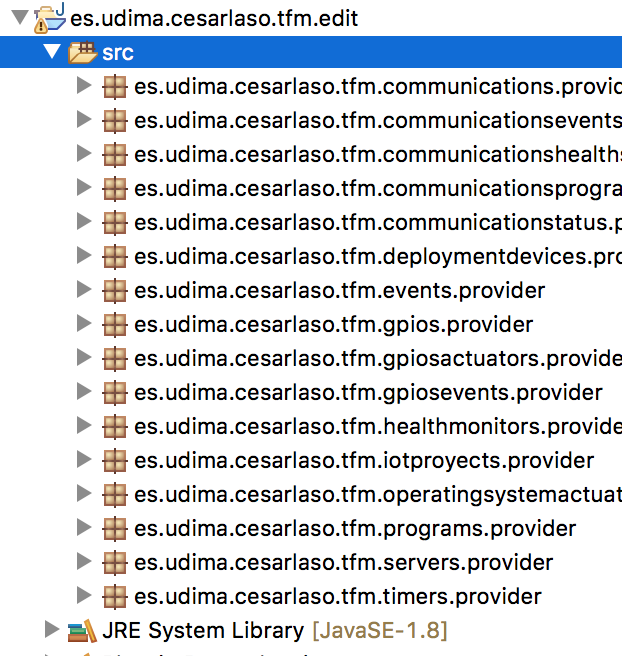 es.udima.cesarlaso.tfm.edit
src
es.udima.cesarlaso.tfm.communications.provid
es.udima.cesarlaso.tfm.communicationsevents
es.udima.cesarlaso.tfm.communicationshealths
es.udima.cesarlaso.tfm.communicationsprogra
es.udima.cesarlaso.tfm.communicationstatus.p
es.udima.cesarlaso.tfm.deploymentdevices.pro
es.udima.cesarlaso.tfm.events.provider
es.udima.cesarlaso.tfm.gpios.provider
es.udima.cesarlaso.tfm.gpiosactuators.provide
es.udima.cesarlaso.tfm.gpiosevents.provider
es.udima.cesarlaso.tfm.healthmonitors.provide
es.udima.cesarlaso.tfm.iotproyects.provider
es.udima.cesarlaso.tfm.operatingsystemactuat
es.udima.cesarlaso.tfm.programs.provider
es.udima.cesarlaso.tfm.servers.provider
es.udima.cesarlaso.tfm.timers.provider
JRE System Library [JavaSE-1.8]